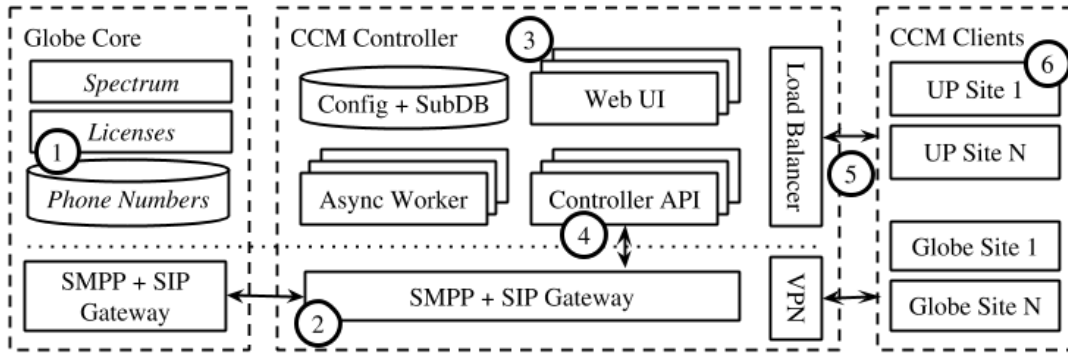 Globe Core
Spectrum
Licenses
1
Phone Numbers
SMPP + SIP
Gateway
CCM Controller
3
Config + SubDB
Web UI
Async Worker
Controller API
4
2
SMPP + SIP Gateway
Load Balancer
VPN
5
CCM Clients
6
UP Site 1
UP Site N
Globe Site 1
Globe Site N